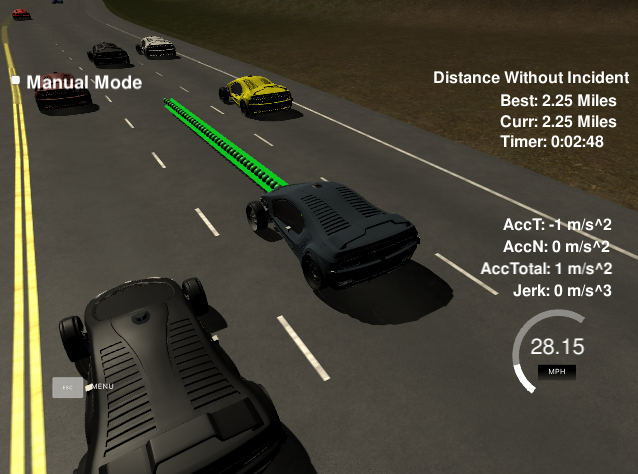 Manual Mode
Distance Without Incident
Best: 2.25 Miles
Curr: 2.25 Miles
Timer: 0:02:48
AccT: -1 m/s^2
AccN: 0 m/s^2
AccTotal: 1 m/s^2
Jerk: 0 m/s^3
28.15
MPH
ESC MENU